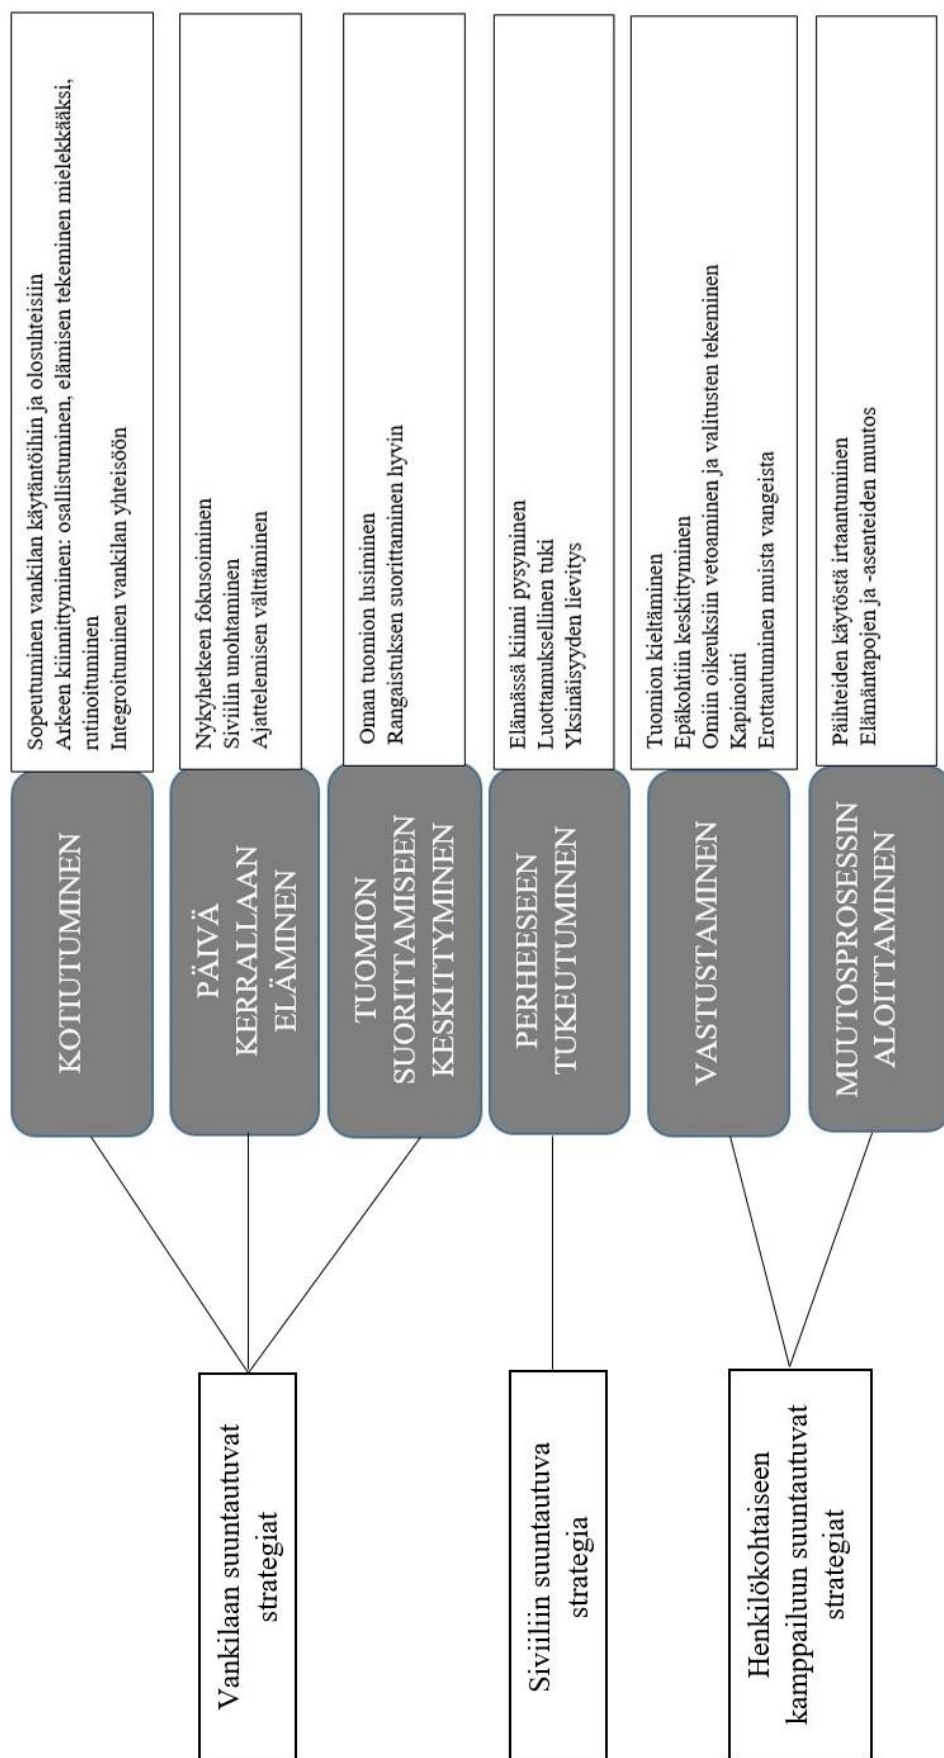 Vankilaan suuntautuvat
strategiat
KOTIUTUMINEN
Sopeutuminen vankilan käytäntöihin ja olosuhteisiin
Arkeen kiinnittyminen: osallistuminen, elämisen tekeminen mielekkääksi,
rutinoituminen
Integroituminen vankilan yhteisöön
PÄIVÄ
KERRALLAAN
ELÄMINEN
Nykyhetkeen fokusoiminen
Siviilin unohtaminen
Ajattelemisen välttäminen
TUOMION
SUORITTAMISEEN
KESKITTYMINEN
Oman tuomion lusiminen
Rangaistuksen suorittaminen hyvin
Siviiliin suuntautuva
strategia
PERHEESEEN
TUKEUTUMINEN
Elämässä kiinni pysyminen
Luottamuksellinen tuki
Yksinäisyyden lievitys
Henkilökohtaiseen
kamppailuun suuntautuvat
strategiat
VASTUSTAMINEN
Tuomion kieltäminen
Epäkohtiin keskittyminen
Omiin oikeuksiin vetoaminen ja valitusten tekeminen
Kapinointi
Erottautuminen muista vangeista
MUUTOSPROSESSIN
ALOITTAMINEN
Päihteiden käytöstä irtaantuminen
Elämäntapojen ja -asenteiden muutos